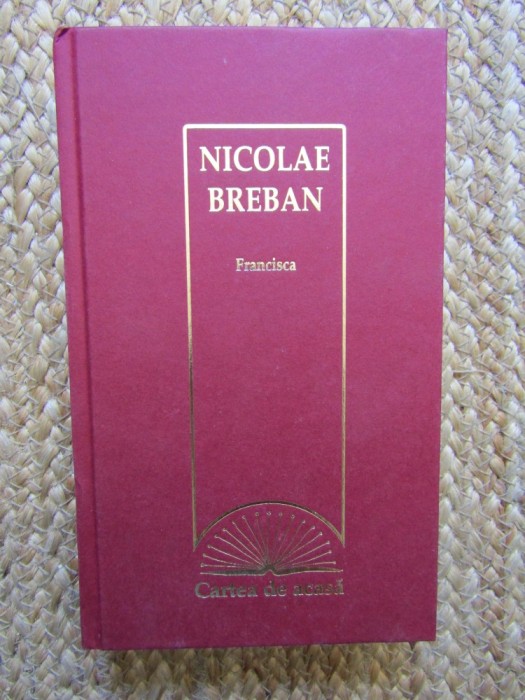 NICOLAE
BREBAN
Francisca
Cartea de acasă